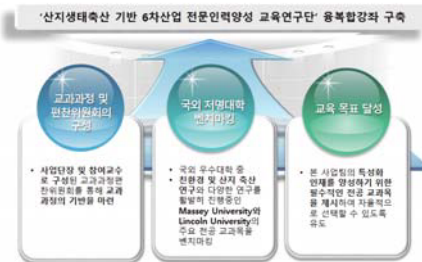 '산지생태축산 기반 6차산업 전문인력양성 교육연구단' 융복합강좌 구축
교과과정 및
편찬위원회의
구성
국외 저명대학
벤치마킹
교육 목표 달성
• 사업단장 및 참여교수
로 구성된 교과과정편
찬위원회를 통해 교과
과정의 기반을 마련
• 국외 우수대학 중
• 친환경 및 산지 축산
연구와 다양한 연구를
활발히 진행중인
Massey University와
Lincoln University의
주요 전공 교과목을
벤치마킹
• 본 사업팀의 특성화
인재를 양성하기 위한
필수적인 전공 교과목
을 제시하여 자율적으
로 선택할 수 있도록
유도